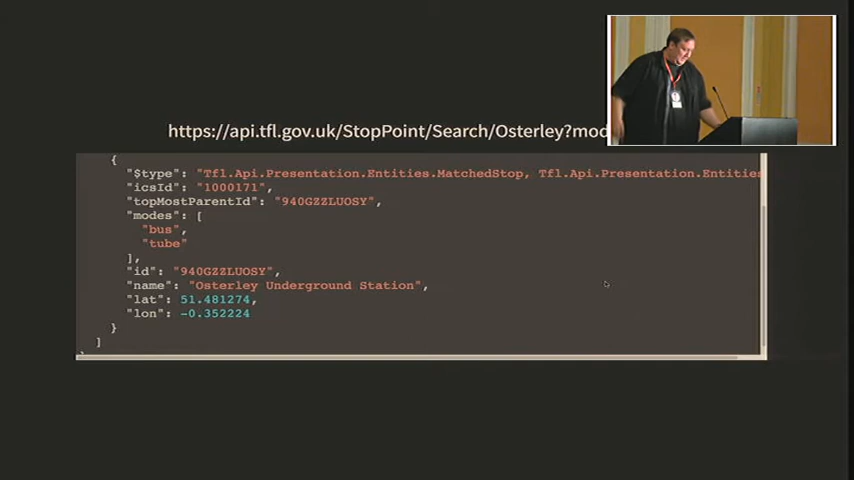 https://api.tfl.gov.uk/StopPoint/Search/Osterley?mod
{
"$type": "Tfl.Api.Presentation.Entities.MatchedStop, Tfl.Api.Presentation.Entities
"icsId": "1000171",
"topMostParentId": "940GZZLUOSY",
"modes": [
"bus",
"tube"
],
"id": "940GZZLUOSY",
"name": "Osterley Underground Station",
"lat": 51.481274,
"lon": -0.352224
}
]